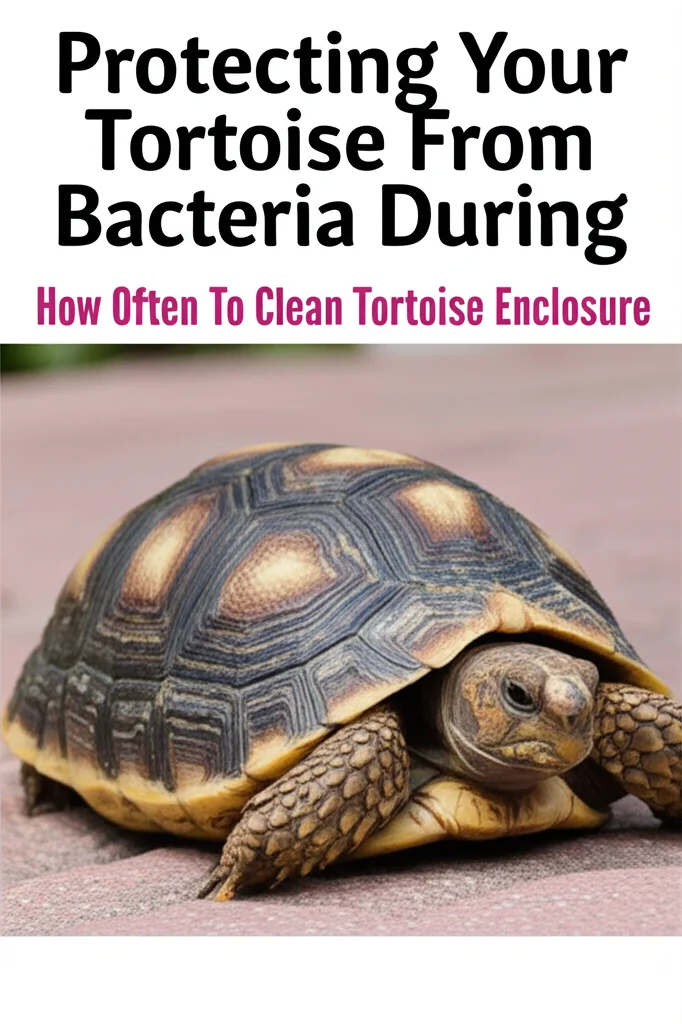 Protecting Your
Tortoise From
Bacteria During
How Often To Clean Tortoise Enclosure